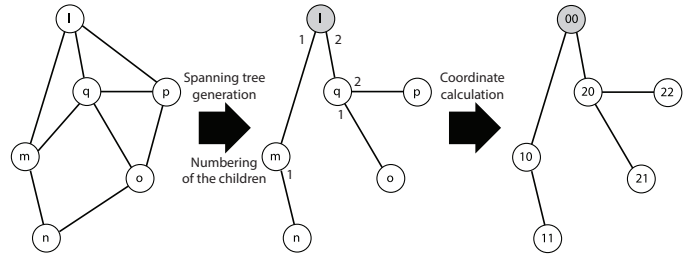 l
q
p
m
o
n
Spanning tree
generation
Numbering
of the children
l
1
2
q
2
p
1
m
1
o
n
Coordinate
calculation
00
20
22
10
21
11